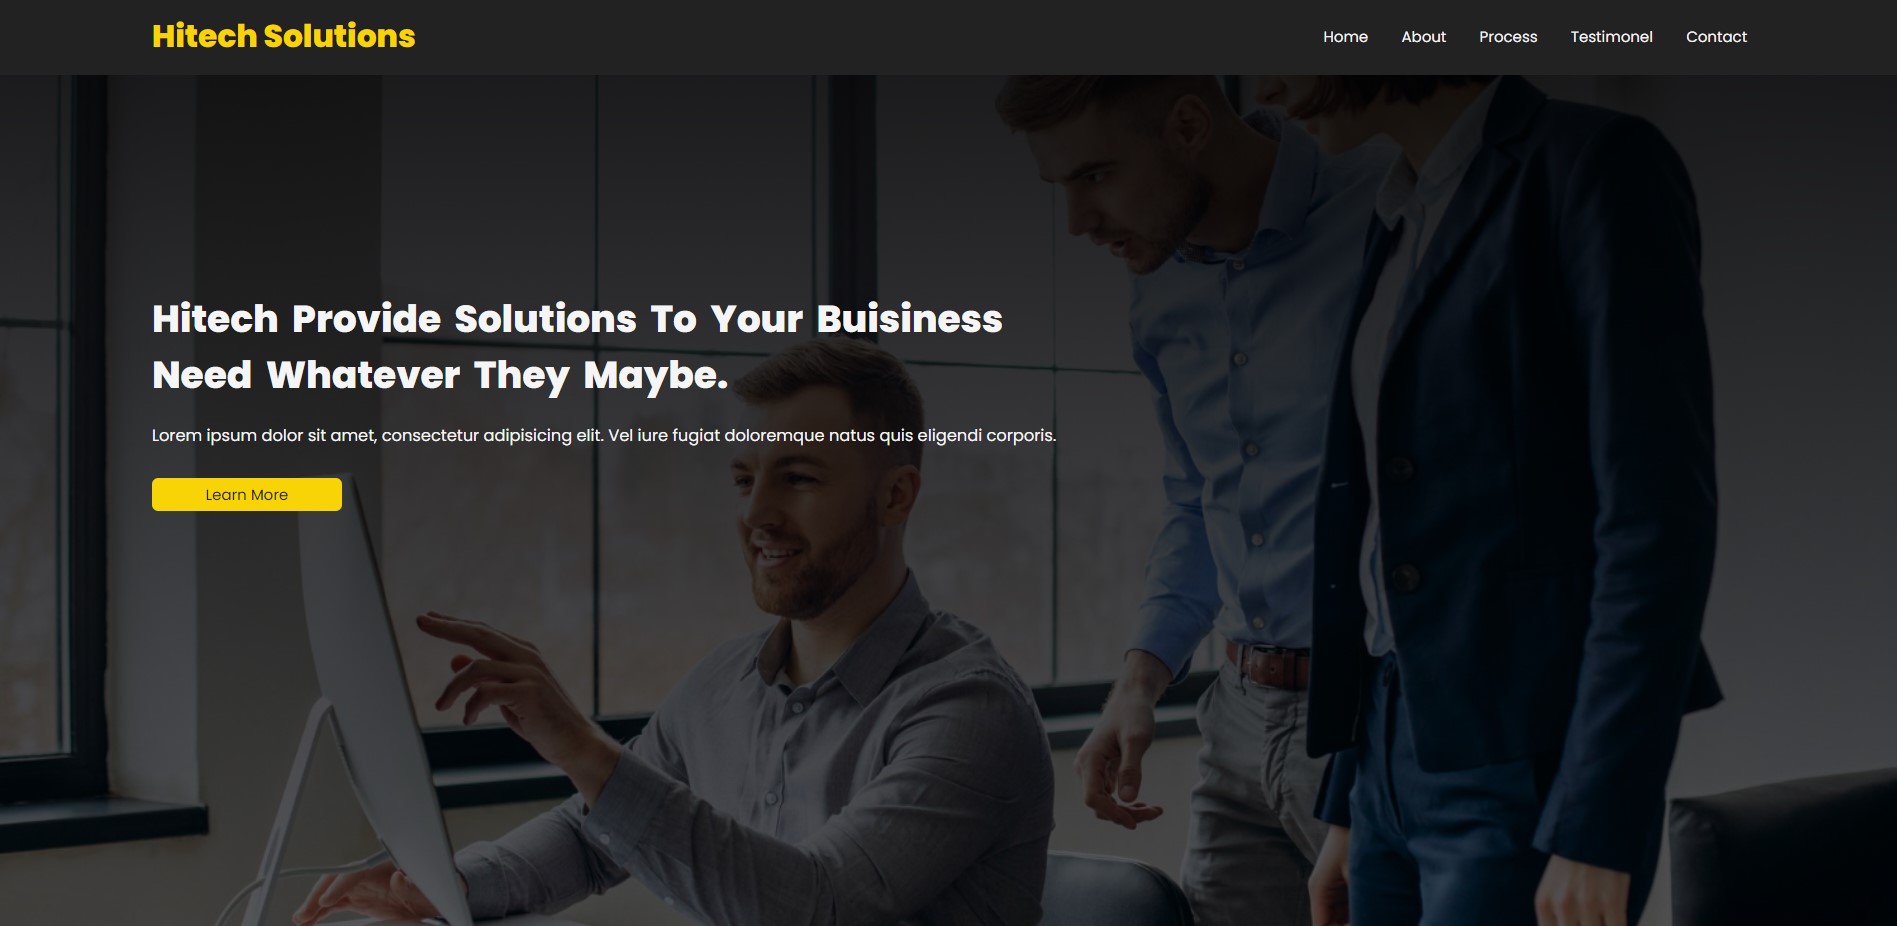 Hitech Solutions
Home About Process Testimonel Contact
Hitech Provide Solutions To Your Buisiness
Need Whatever They Maybe.
Lorem ipsum dolor sit amet, consectetur adipisicing elit. Vel iure fugiat doloremque natus quis eligendi corporis.
Learn More